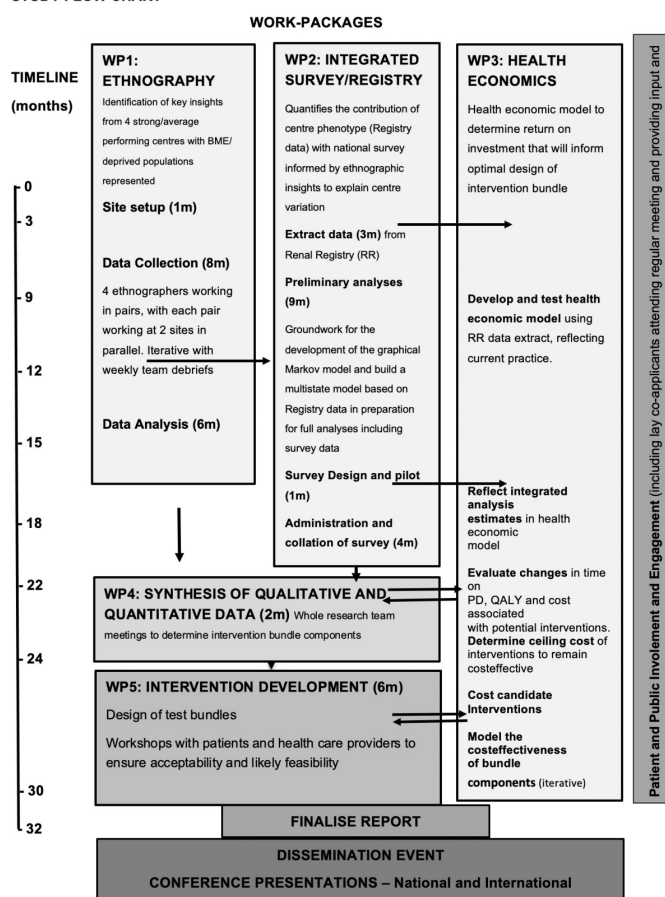 WORK-PACKAGES
TIMELINE
(months)
0
3
9
12
15
18
22
24
30
32
WP1:
ETHNOGRAPHY
Identification of key insights
from 4 strong/average
performing centres with BME/
deprived populations
represented
Site setup (1m)
Data Collection (8m)
4 ethnographers working
in pairs, with each pair
working at 2 sites in
parallel. Iterative with
weekly team debriefs
Data Analysis (6m)
WP2: INTEGRATED
SURVEY/REGISTRY
Quantifies the contribution of
centre phenotype (Registry
data) with national survey
informed by ethnographic
insights to explain centre
variation
Extract data (3m) from
Renal Registry (RR)
Preliminary analyses
(9m)
Groundwork for the
development of the graphical
Markov model and build a
multistate model based on
Registry data in preparation
for full analyses including
survey data
Survey Design and pilot
(1m)
Administration and
collation of survey (4m)
WP3: HEALTH
ECONOMICS
Health economic model to
determine return on
investment that will inform
optimal design of
intervention bundle
Develop and test health
economic model using
RR data extract, reflecting
current practice.
Reflect integrated
analysis
estimates in health
economic
model
Evaluate changes in time
on
PD, QALY and cost
associated
with potential interventions.
Determine ceiling cost of
interventions to remain
costeffective
Cost candidate
Interventions
Model the
costeffectiveness
of bundle
components (iterative)
WP4: SYNTHESIS OF QUALITATIVE AND
QUANTITATIVE DATA (2m) Whole research team
meetings to determine intervention bundle components
WP5: INTERVENTION DEVELOPMENT (6m)
Design of test bundles
Workshops with patients and health care providers to
ensure acceptability and likely feasibility
FINALISE REPORT
DISSEMINATION EVENT
CONFERENCE PRESENTATIONS – National and International
Patient and Public Involement and Engagement (including lay co-applicants attending regular meeting and providing input and